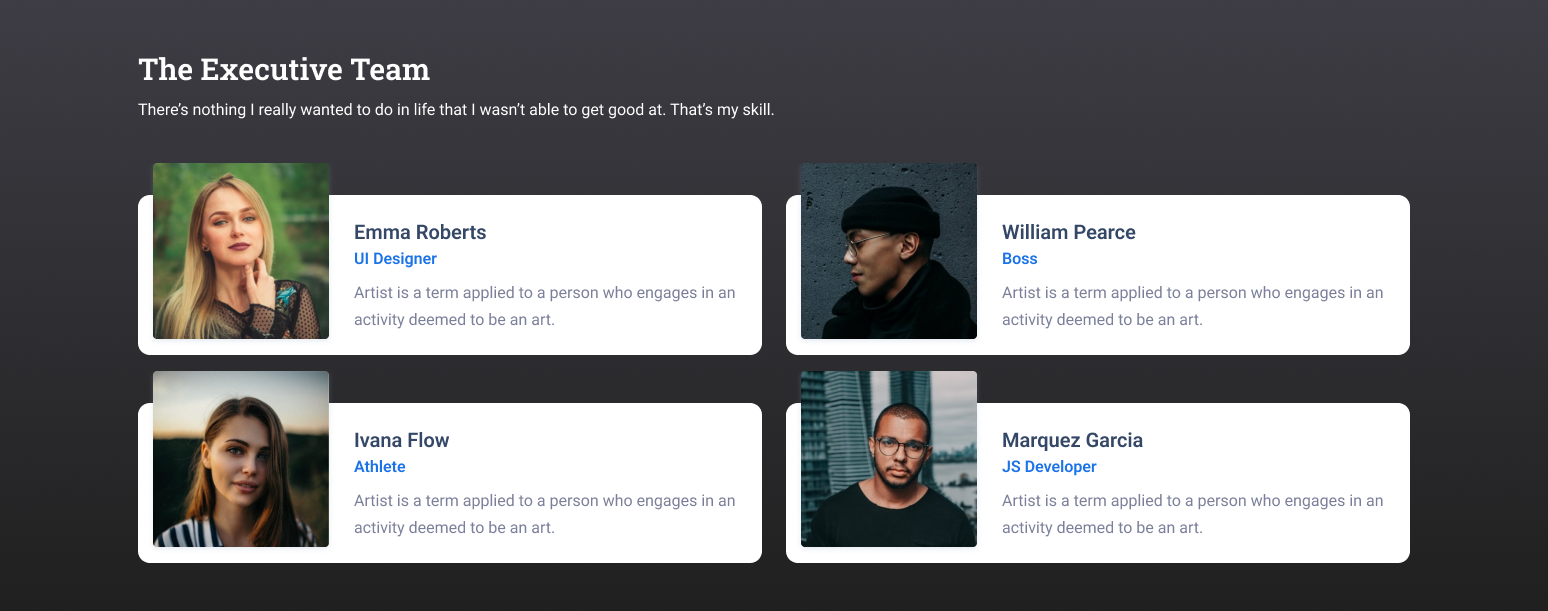 The Executive Team
There’s nothing I really wanted to do in life that I wasn’t able to get good at. That’s my skill.
Emma Roberts
UI Designer
Artist is a term applied to a person who engages in an
activity deemed to be an art.
William Pearce
Boss
Artist is a term applied to a person who engages in an
activity deemed to be an art.
Ivana Flow
Athlete
Artist is a term applied to a person who engages in an
activity deemed to be an art.
Marquez Garcia
JS Developer
Artist is a term applied to a person who engages in an
activity deemed to be an art.